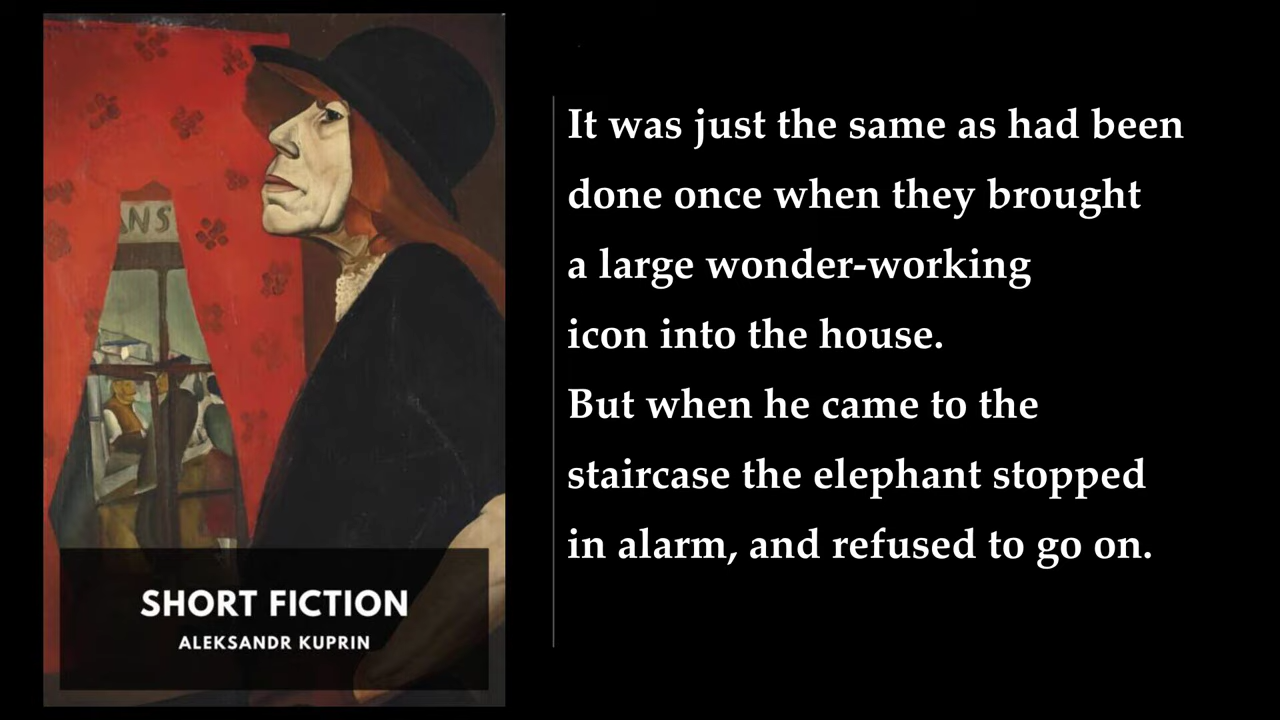 ANS
SHORT FICTION
ALEKSANDR KUPRIN
It was just the same as had been
done once when they brought
a large wonder-working
icon into the house.
But when he came to the
staircase the elephant stopped
in alarm, and refused to go on.